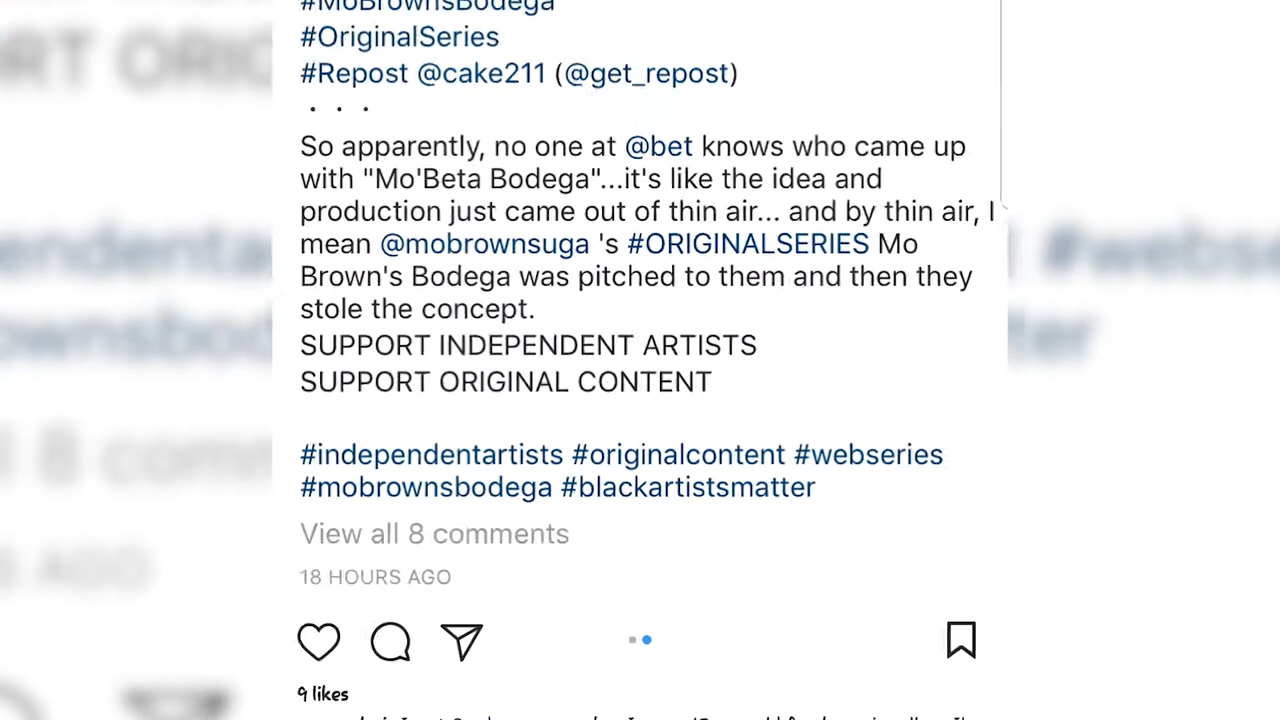 #MoBrownsBodega
#OriginalSeries
#Repost @cake211 (@get_repost)
. . .
So apparently, no one at @bet knows who came up
with "Mo'Beta Bodega"...it's like the idea and
production just came out of thin air... and by thin air, I
mean @mobrownsuga 's #ORIGINALSERIES Mo
Brown's Bodega was pitched to them and then they
stole the concept.
SUPPORT INDEPENDENT ARTISTS
SUPPORT ORIGINAL CONTENT
#independentartists #originalcontent #webseries
#mobrownsbodega #blackartistsmatter
View all 8 comments
18 HOURS AGO
9 likes